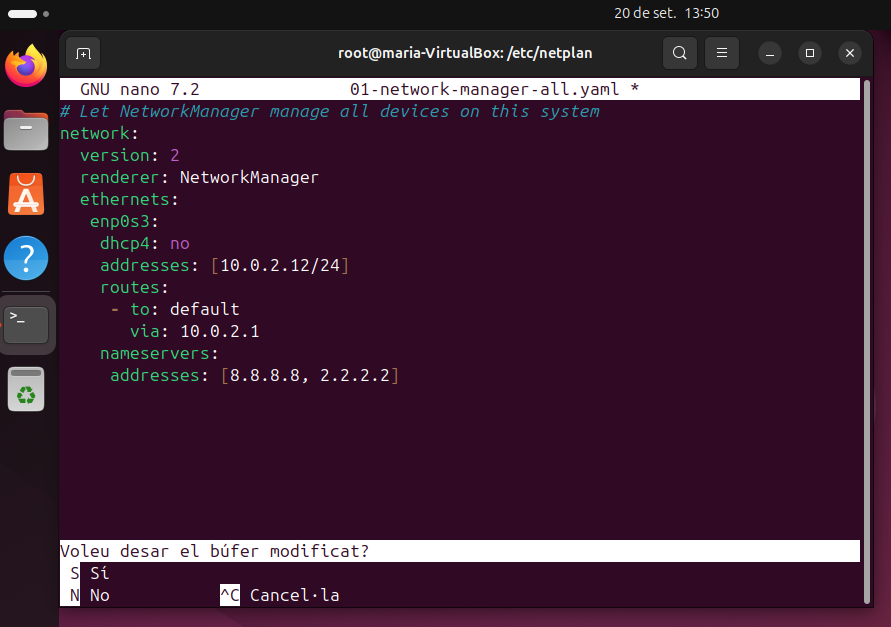 20 de set. 13:50
root@maria-VirtualBox: /etc/netplan
GNU nano 7.2 01-network-manager-all.yaml *
# Let NetworkManager manage all devices on this system
network:
  version: 2
  renderer: NetworkManager
  ethernets:
   enp0s3:
    dhcp4: no
    addresses: [10.0.2.12/24]
    routes:
     - to: default
       via: 10.0.2.1
    nameservers:
     addresses: [8.8.8.8, 2.2.2.2]
Voleu desar el búfer modificat?
S Sí
N No ^C Cancel·la